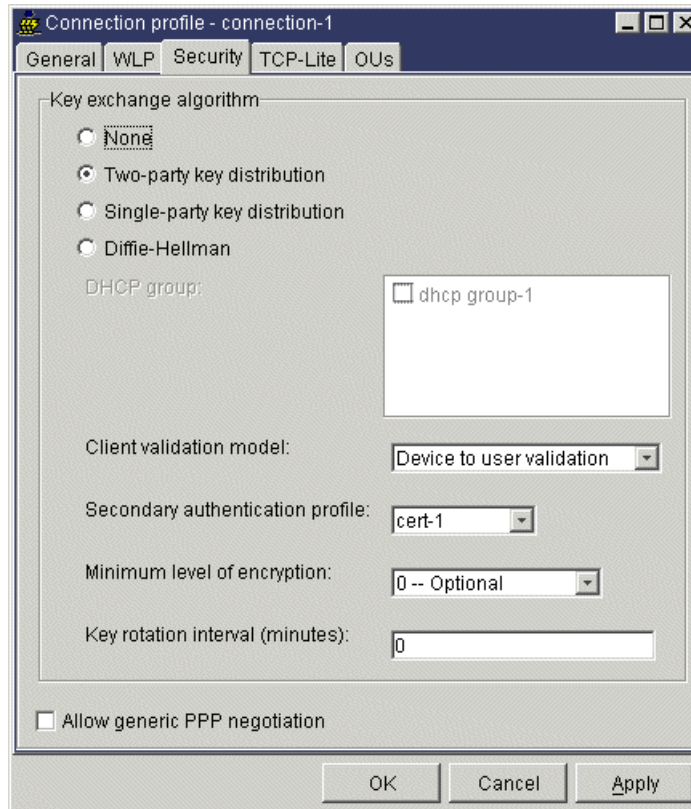 Connection profile - connection-1
General WLP Security TCP-Lite OUs
Key exchange algorithm
None
Two-party key distribution
Single-party key distribution
Diffie-Hellman
DHCP group: dhcp group-1
Client validation model: Device to user validation
Secondary authentication profile: cert-1
Minimum level of encryption: 0 -- Optional
Key rotation interval (minutes): 0
Allow generic PPP negotiation
OK Cancel Apply